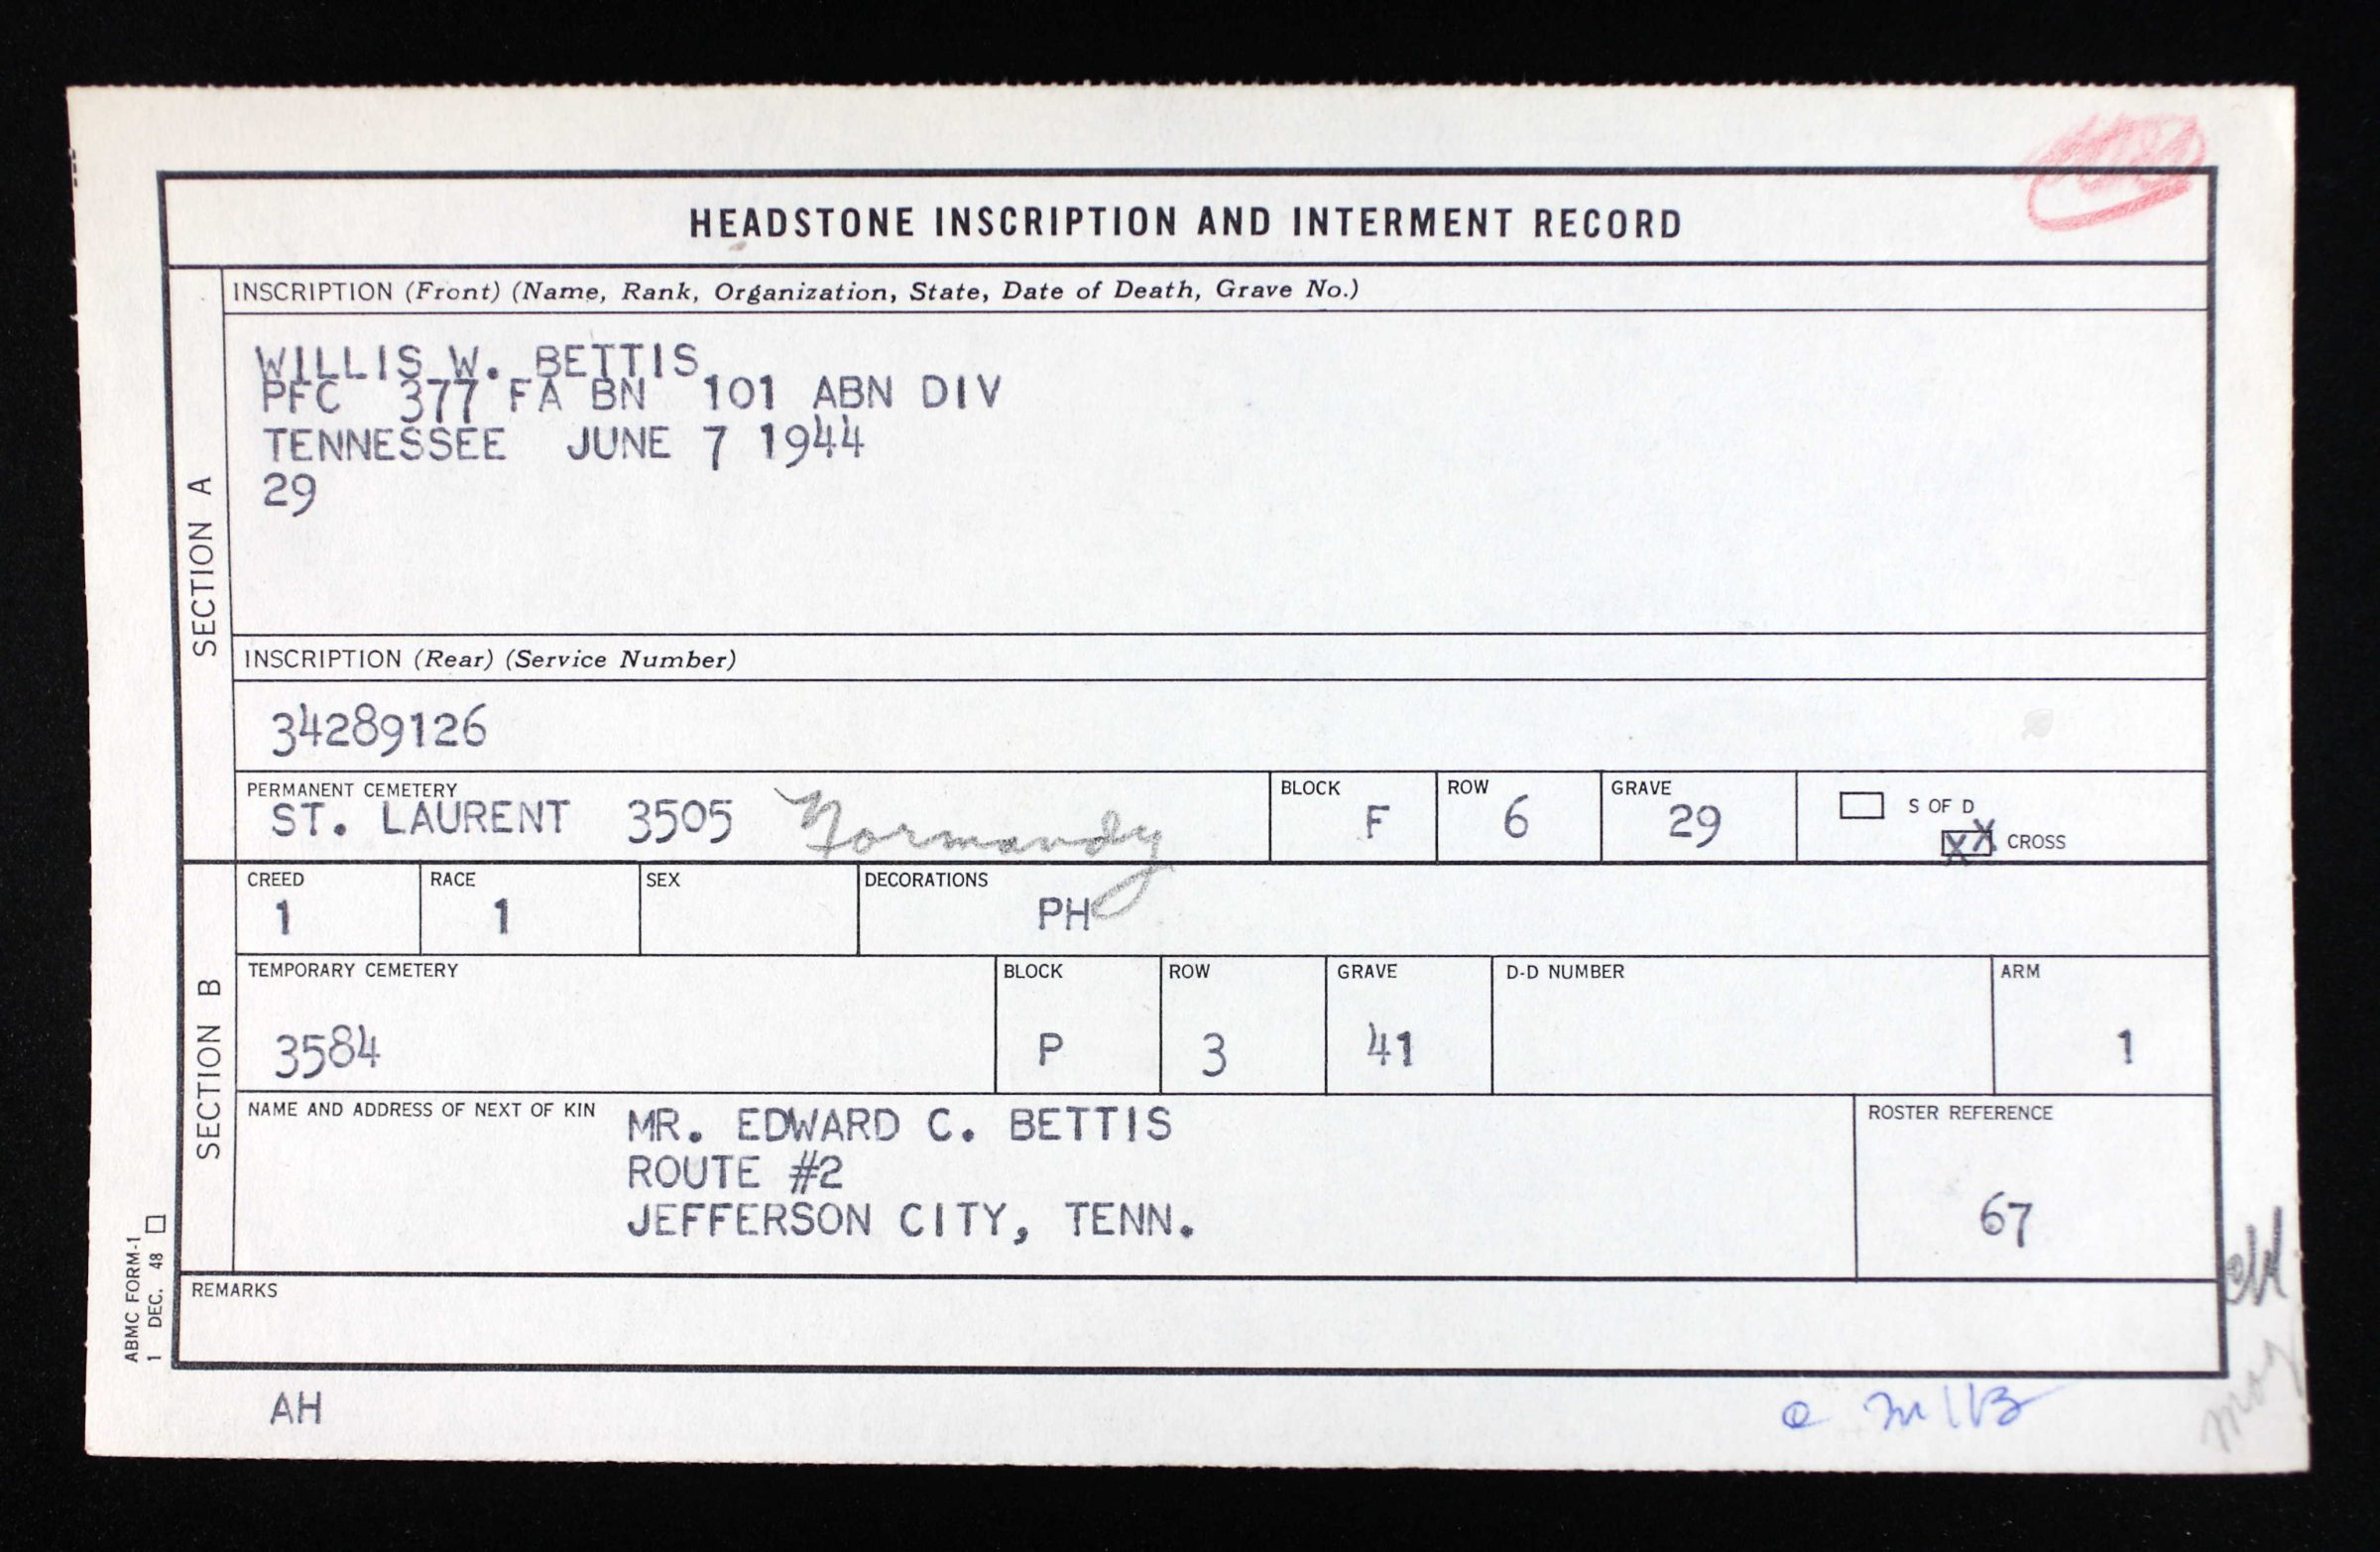 HEADSTONE INSCRIPTION AND INTERMENT RECORD
SECTION A
INSCRIPTION (Front) (Name, Rank, Organization, State, Date of Death, Grave No.)
WILLIS W. BETTIS
PFC 377 FA BN 101 ABN DIV
TENNESSEE JUNE 7 1944
29
INSCRIPTION (Rear) (Service Number)
34289126
PERMANENT CEMETERY
ST. LAURENT 3505 Normandy
BLOCK
F
ROW
6
GRAVE
29
S OF D
XX CROSS
SECTION B
CREED
1
RACE
1
SEX
DECORATIONS
PH
TEMPORARY CEMETERY
3584
BLOCK
P
ROW
3
GRAVE
41
D-D NUMBER
ARM
1
NAME AND ADDRESS OF NEXT OF KIN
MR. EDWARD C. BETTIS
ROUTE #2
JEFFERSON CITY, TENN.
ROSTER REFERENCE
67
REMARKS
ABMC FORM-1
1 DEC. 48
AH